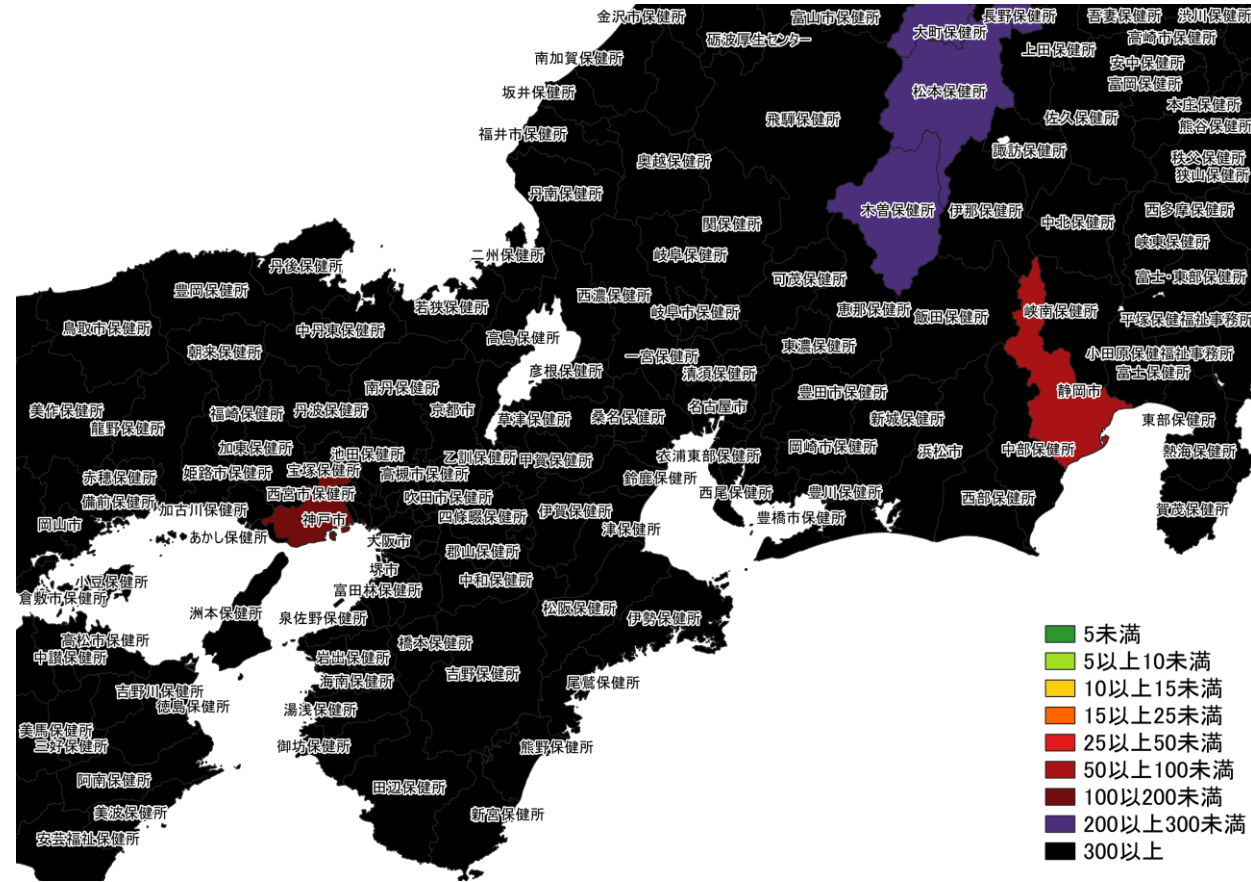 金沢市保健所
富山市保健所
長野保健所
吾妻保健所
渋川保健所
大町保健所
高崎市保健所
砺波厚生センター
上田保健所
南加賀保健所
安中保健所
富岡保健所
坂井保健所
松本保健所
本庄保健所
飛騨保健所
佐久保健所
熊谷保健所
福井市保健所
諏訪保健所
秩父保健所
奥越保健所
狭山保健所
丹南保健所
木曽保健所
伊那保健所
西多摩保健所
関保健所
中北保健所
峡東保健所
二州保健所
岐阜保健所
丹後保健所
可茂保健所
富士・東部保健所
豊岡保健所
西濃保健所
若狭保健所
恵那保健所
岐阜市保健所
飯田保健所
峡南保健所
平塚保健福祉事務所
鳥取市保健所
中丹東保健所
高島保健所
東濃保健所
朝来保健所
一宮保健所
小田原保健福祉事務所
彦根保健所
清須保健所
富士保健所
南丹保健所
豊田市保健所
静岡市
美作保健所
福崎保健所
丹波保健所
京都市
名古屋市
草津保健所
桑名保健所
新城保健所
東部保健所
龍野保健所
加東保健所
池田保健所
岡崎市保健所
浜松市
中部保健所
熱海保健所
乙訓保健所
甲賀保健所
衣浦東部保健所
宝塚保健所
姫路市保健所
高槻市保健所
赤穂保健所
鈴鹿保健所
西宮市保健所
吹田市保健所
西尾保健所
豊川保健所
西部保健所
備前保健所
加古川保健所
伊賀保健所
賀茂保健所
岡山市
神戸市
四條畷保健所
豊橋市保健所
津保健所
あかし保健所
大阪市
郡山保健所
堺市
小豆保健所
中和保健所
富田林保健所
倉敷市保健所
洲本保健所
松阪保健所
泉佐野保健所
伊勢保健所
高松市保健所
橋本保健所
中讃保健所
岩出保健所
吉野保健所
海南保健所
尾鷲保健所
吉野川保健所
徳島保健所
湯浅保健所
美馬保健所
三好保健所
御坊保健所
熊野保健所
阿南保健所
田辺保健所
美波保健所
新宮保健所
安芸福祉保健所
5未満
5以上10未満
10以上15未満
15以上25未満
25以上50未満
50以上100未満
100以200未満
200以上300未満
300以上